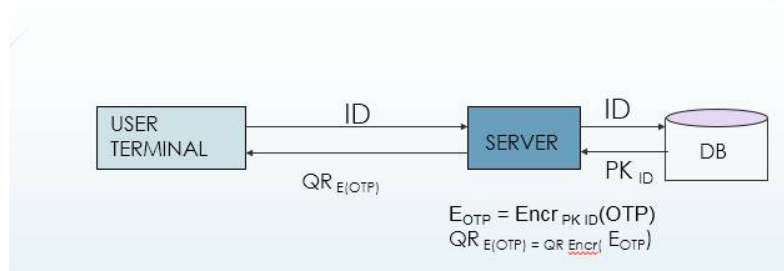 USER
TERMINAL
ID
QR E(OTP)
SERVER
ID
PK ID
DB
EOTP = Encr PK ID(OTP)
QR E(OTP) = QR Encr( EOTP)